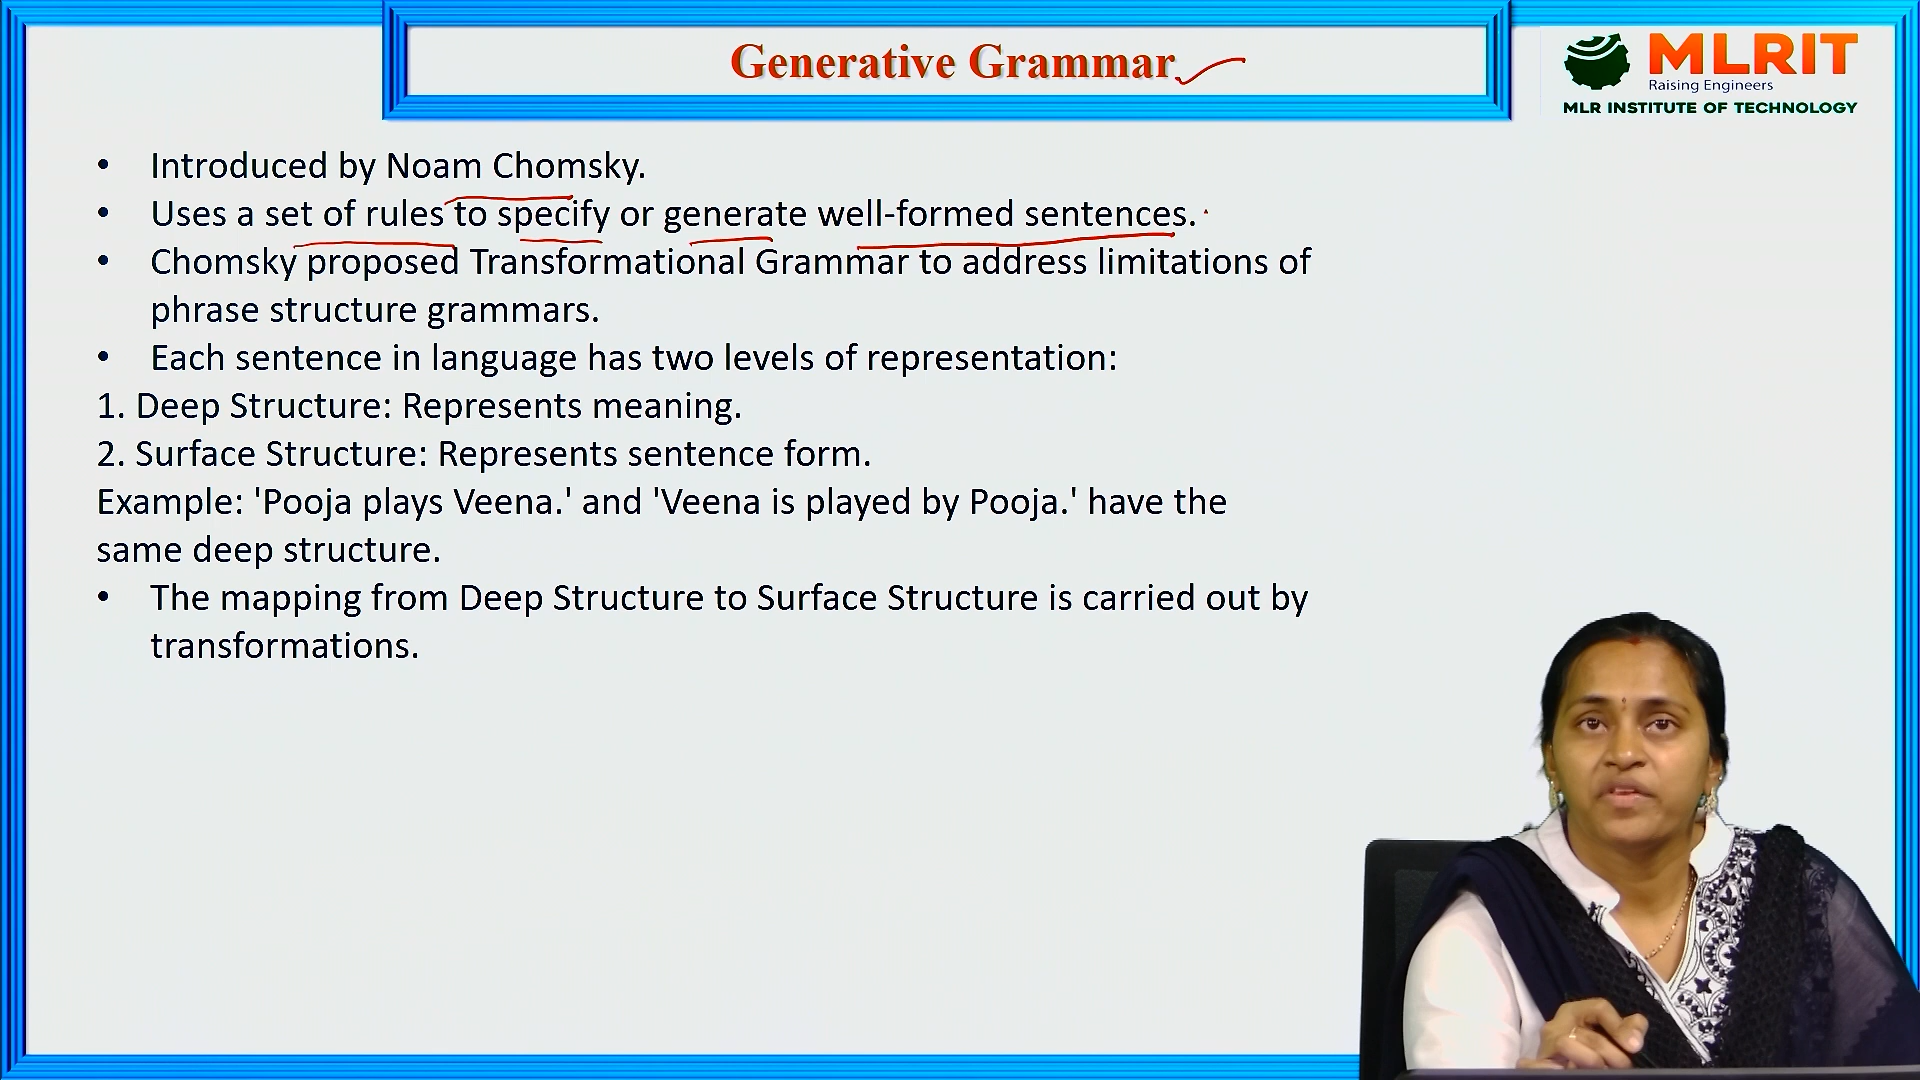 Generative Grammar
MLRIT
Raising Engineers
MLR INSTITUTE OF TECHNOLOGY
• Introduced by Noam Chomsky.
• Uses a set of rules to specify or generate well-formed sentences.
• Chomsky proposed Transformational Grammar to address limitations of
phrase structure grammars.
• Each sentence in language has two levels of representation:
1. Deep Structure: Represents meaning.
2. Surface Structure: Represents sentence form.
Example: 'Pooja plays Veena.' and 'Veena is played by Pooja.' have the
same deep structure.
• The mapping from Deep Structure to Surface Structure is carried out by
transformations.